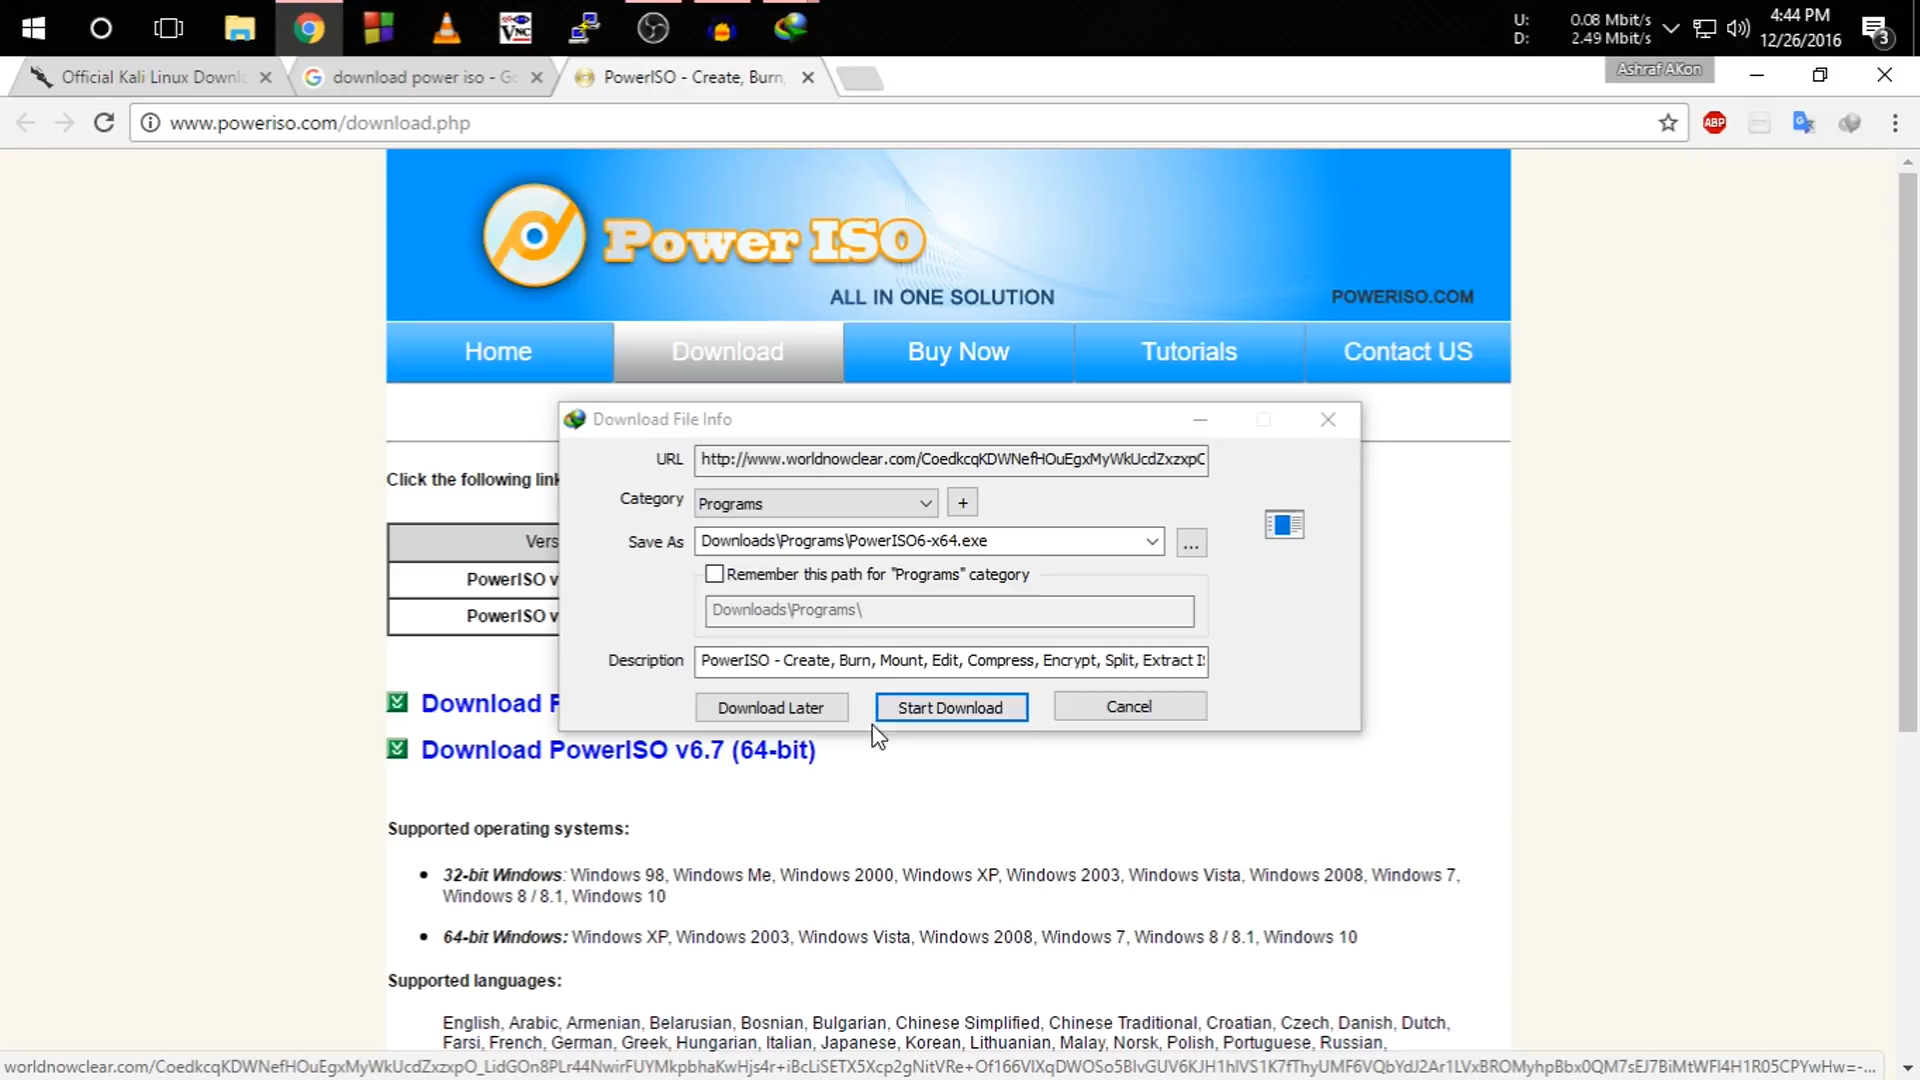 U: 0.08 Mbit/s
D: 2.49 Mbit/s
4:44 PM
12/26/2016
3
VNC
Official Kali Linux Downl
download power iso - Go
PowerISO - Create, Burn,
Ashraf AKon
www.poweriso.com/download.php
ABP
Power ISO
ALL IN ONE SOLUTION
POWERISO.COM
Home
Download
Buy Now
Tutorials
Contact US
Download File Info
URL
http://www.worldnowclear.com/CoedkcqKDWNefHOuEgxMyWkUcdZxzxpC
Click the following link
Category
Programs
+
Vers
Save As
Downloads\Programs\PowerISO6-x64.exe
...
PowerISO v
Remember this path for "Programs" category
PowerISO v
Downloads\Programs\
Description
PowerISO - Create, Burn, Mount, Edit, Compress, Encrypt, Split, Extract I
Download Later
Start Download
Cancel
Download F
Download PowerISO v6.7 (64-bit)
Supported operating systems:
32-bit Windows: Windows 98, Windows Me, Windows 2000, Windows XP, Windows 2003, Windows Vista, Windows 2008, Windows 7,
Windows 8 / 8.1, Windows 10
64-bit Windows: Windows XP, Windows 2003, Windows Vista, Windows 2008, Windows 7, Windows 8 / 8.1, Windows 10
Supported languages:
English, Arabic, Armenian, Belarusian, Bosnian, Bulgarian, Chinese Simplified, Chinese Traditional, Croatian, Czech, Danish, Dutch,
Farsi, French, German, Greek, Hungarian, Italian, Japanese, Korean, Lithuanian, Malay, Norsk, Polish, Portuguese, Russian,